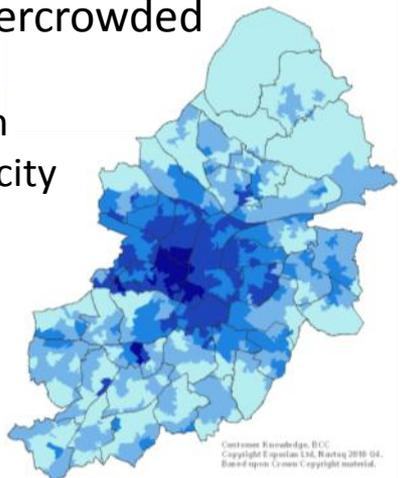 ercrowded
n
city
Customer Knowledge, BCC
Copyright Experian Ltd, Navteq 2010 Q4.
Based upon Crown Copyright material.